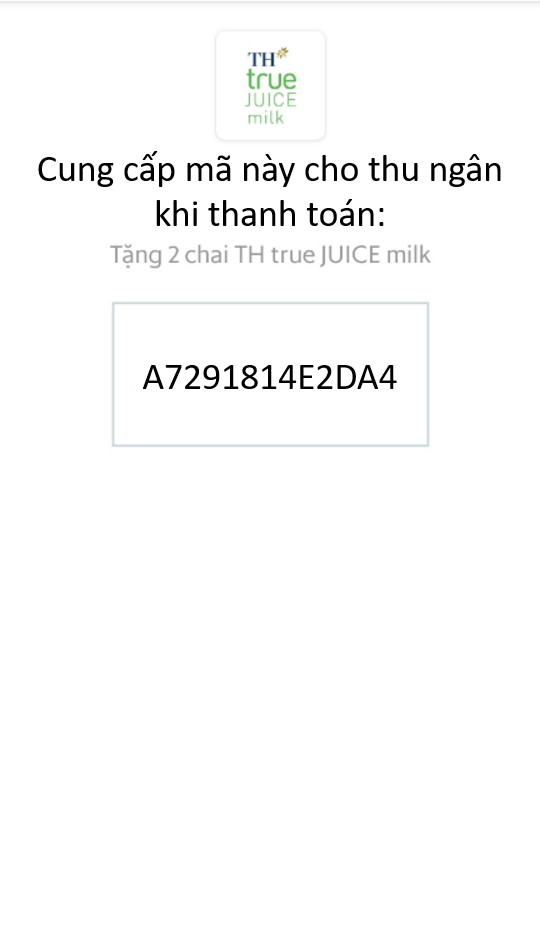 TH
true
JUICE
milk
Cung cấp mã này cho thu ngân
khi thanh toán:
Tặng 2 chai TH true JUICE milk
A7291814E2DA4